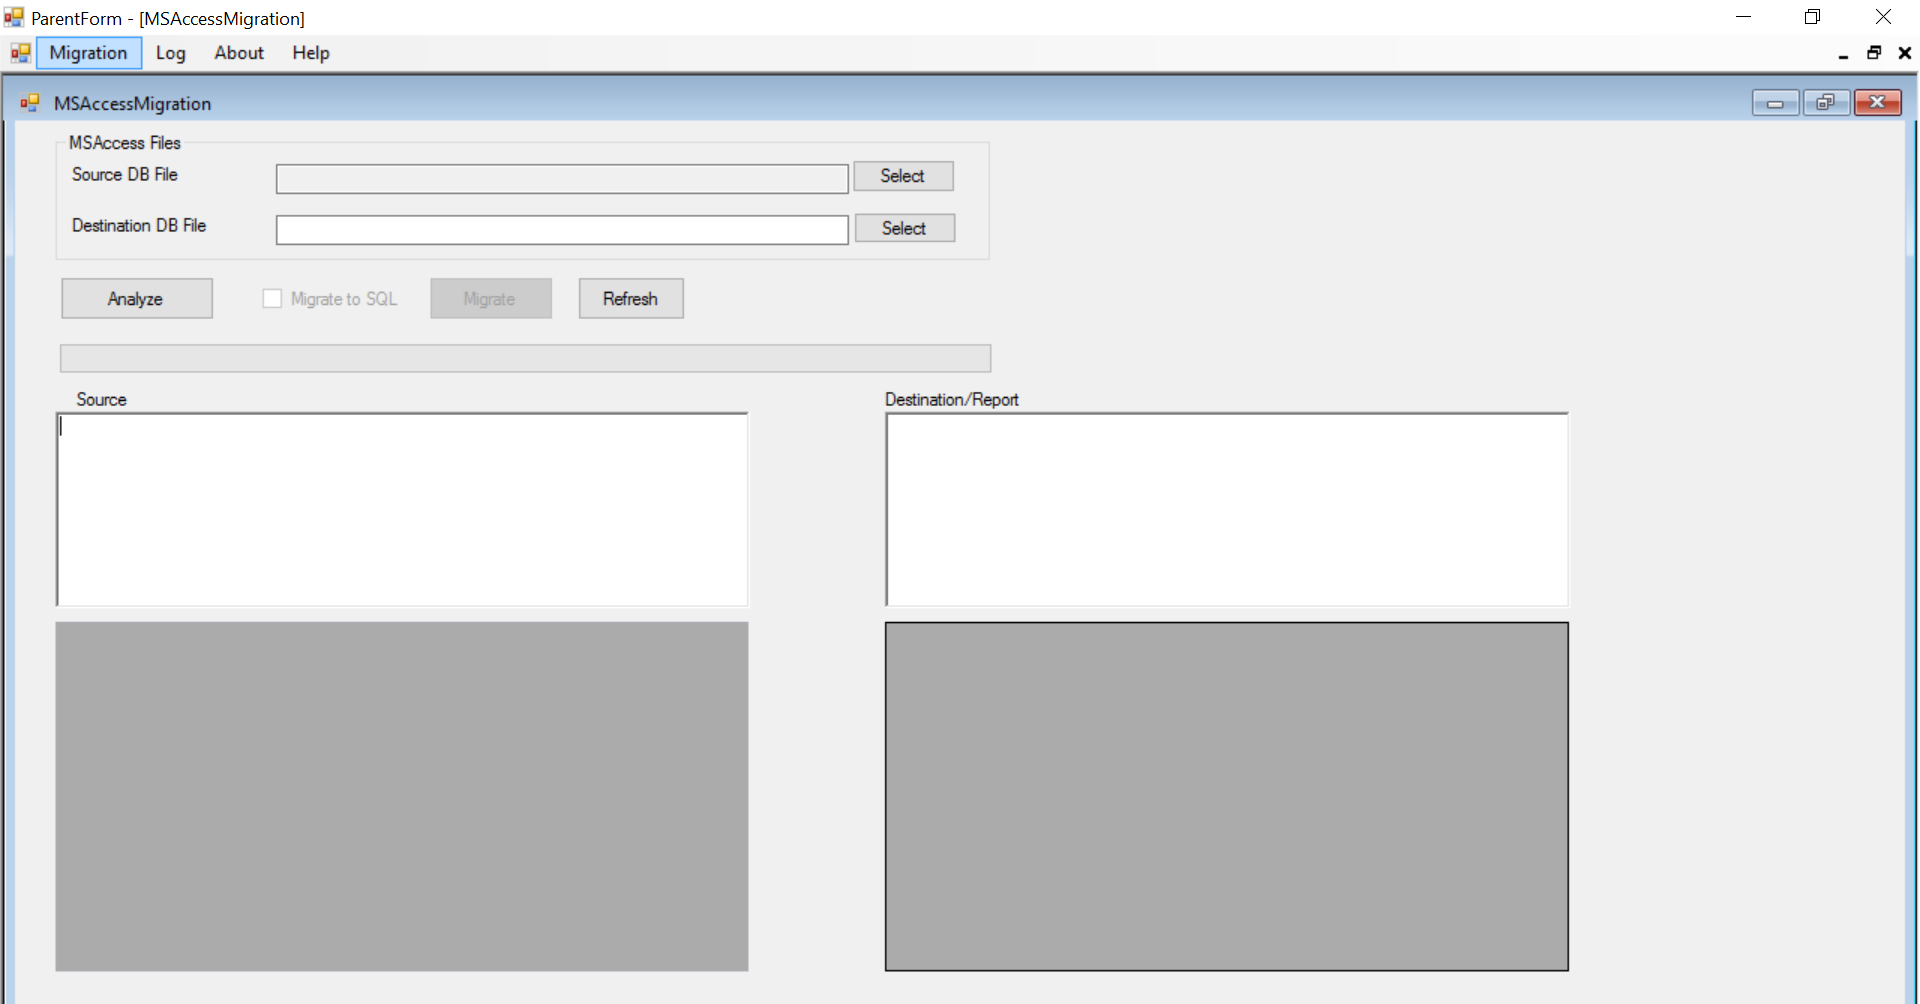 ParentForm - [MSAccessMigration]
Migration Log About Help
MSAccessMigration
MSAccess Files
Source DB File Select
Destination DB File Select
Analyze Migrate to SQL Migrate Refresh
Source Destination/Report